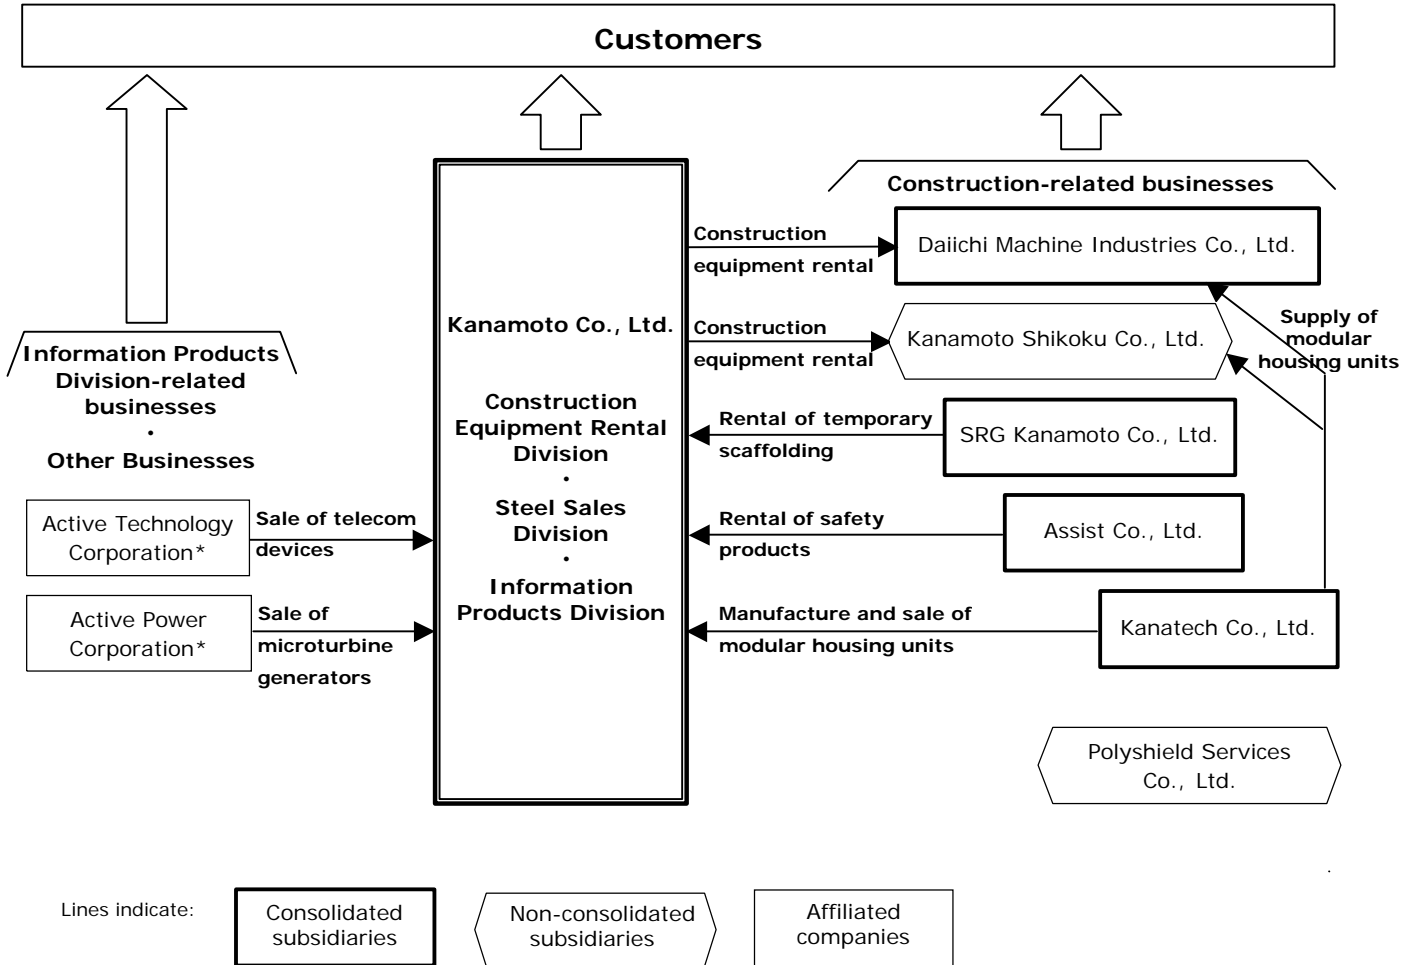 Customers
Construction-related businesses
Construction
equipment rental
Daiichi Machine Industries Co., Ltd.
Kanamoto Co., Ltd.
Construction
equipment rental
Kanamoto Shikoku Co., Ltd.
Supply of
modular
housing units
Information Products
Division-related
businesses
・
Other Businesses
Construction
Equipment Rental
Division
・
Steel Sales
Division
・
Information
Products Division
Rental of temporary
scaffolding
SRG Kanamoto Co., Ltd.
Active Technology
Corporation*
Sale of telecom
devices
Rental of safety
products
Assist Co., Ltd.
Active Power
Corporation*
Sale of
microturbine
generators
Manufacture and sale of
modular housing units
Kanatech Co., Ltd.
Polyshield Services
Co., Ltd.
.
Lines indicate:
Consolidated
subsidiaries
Non-consolidated
subsidiaries
Affiliated
companies